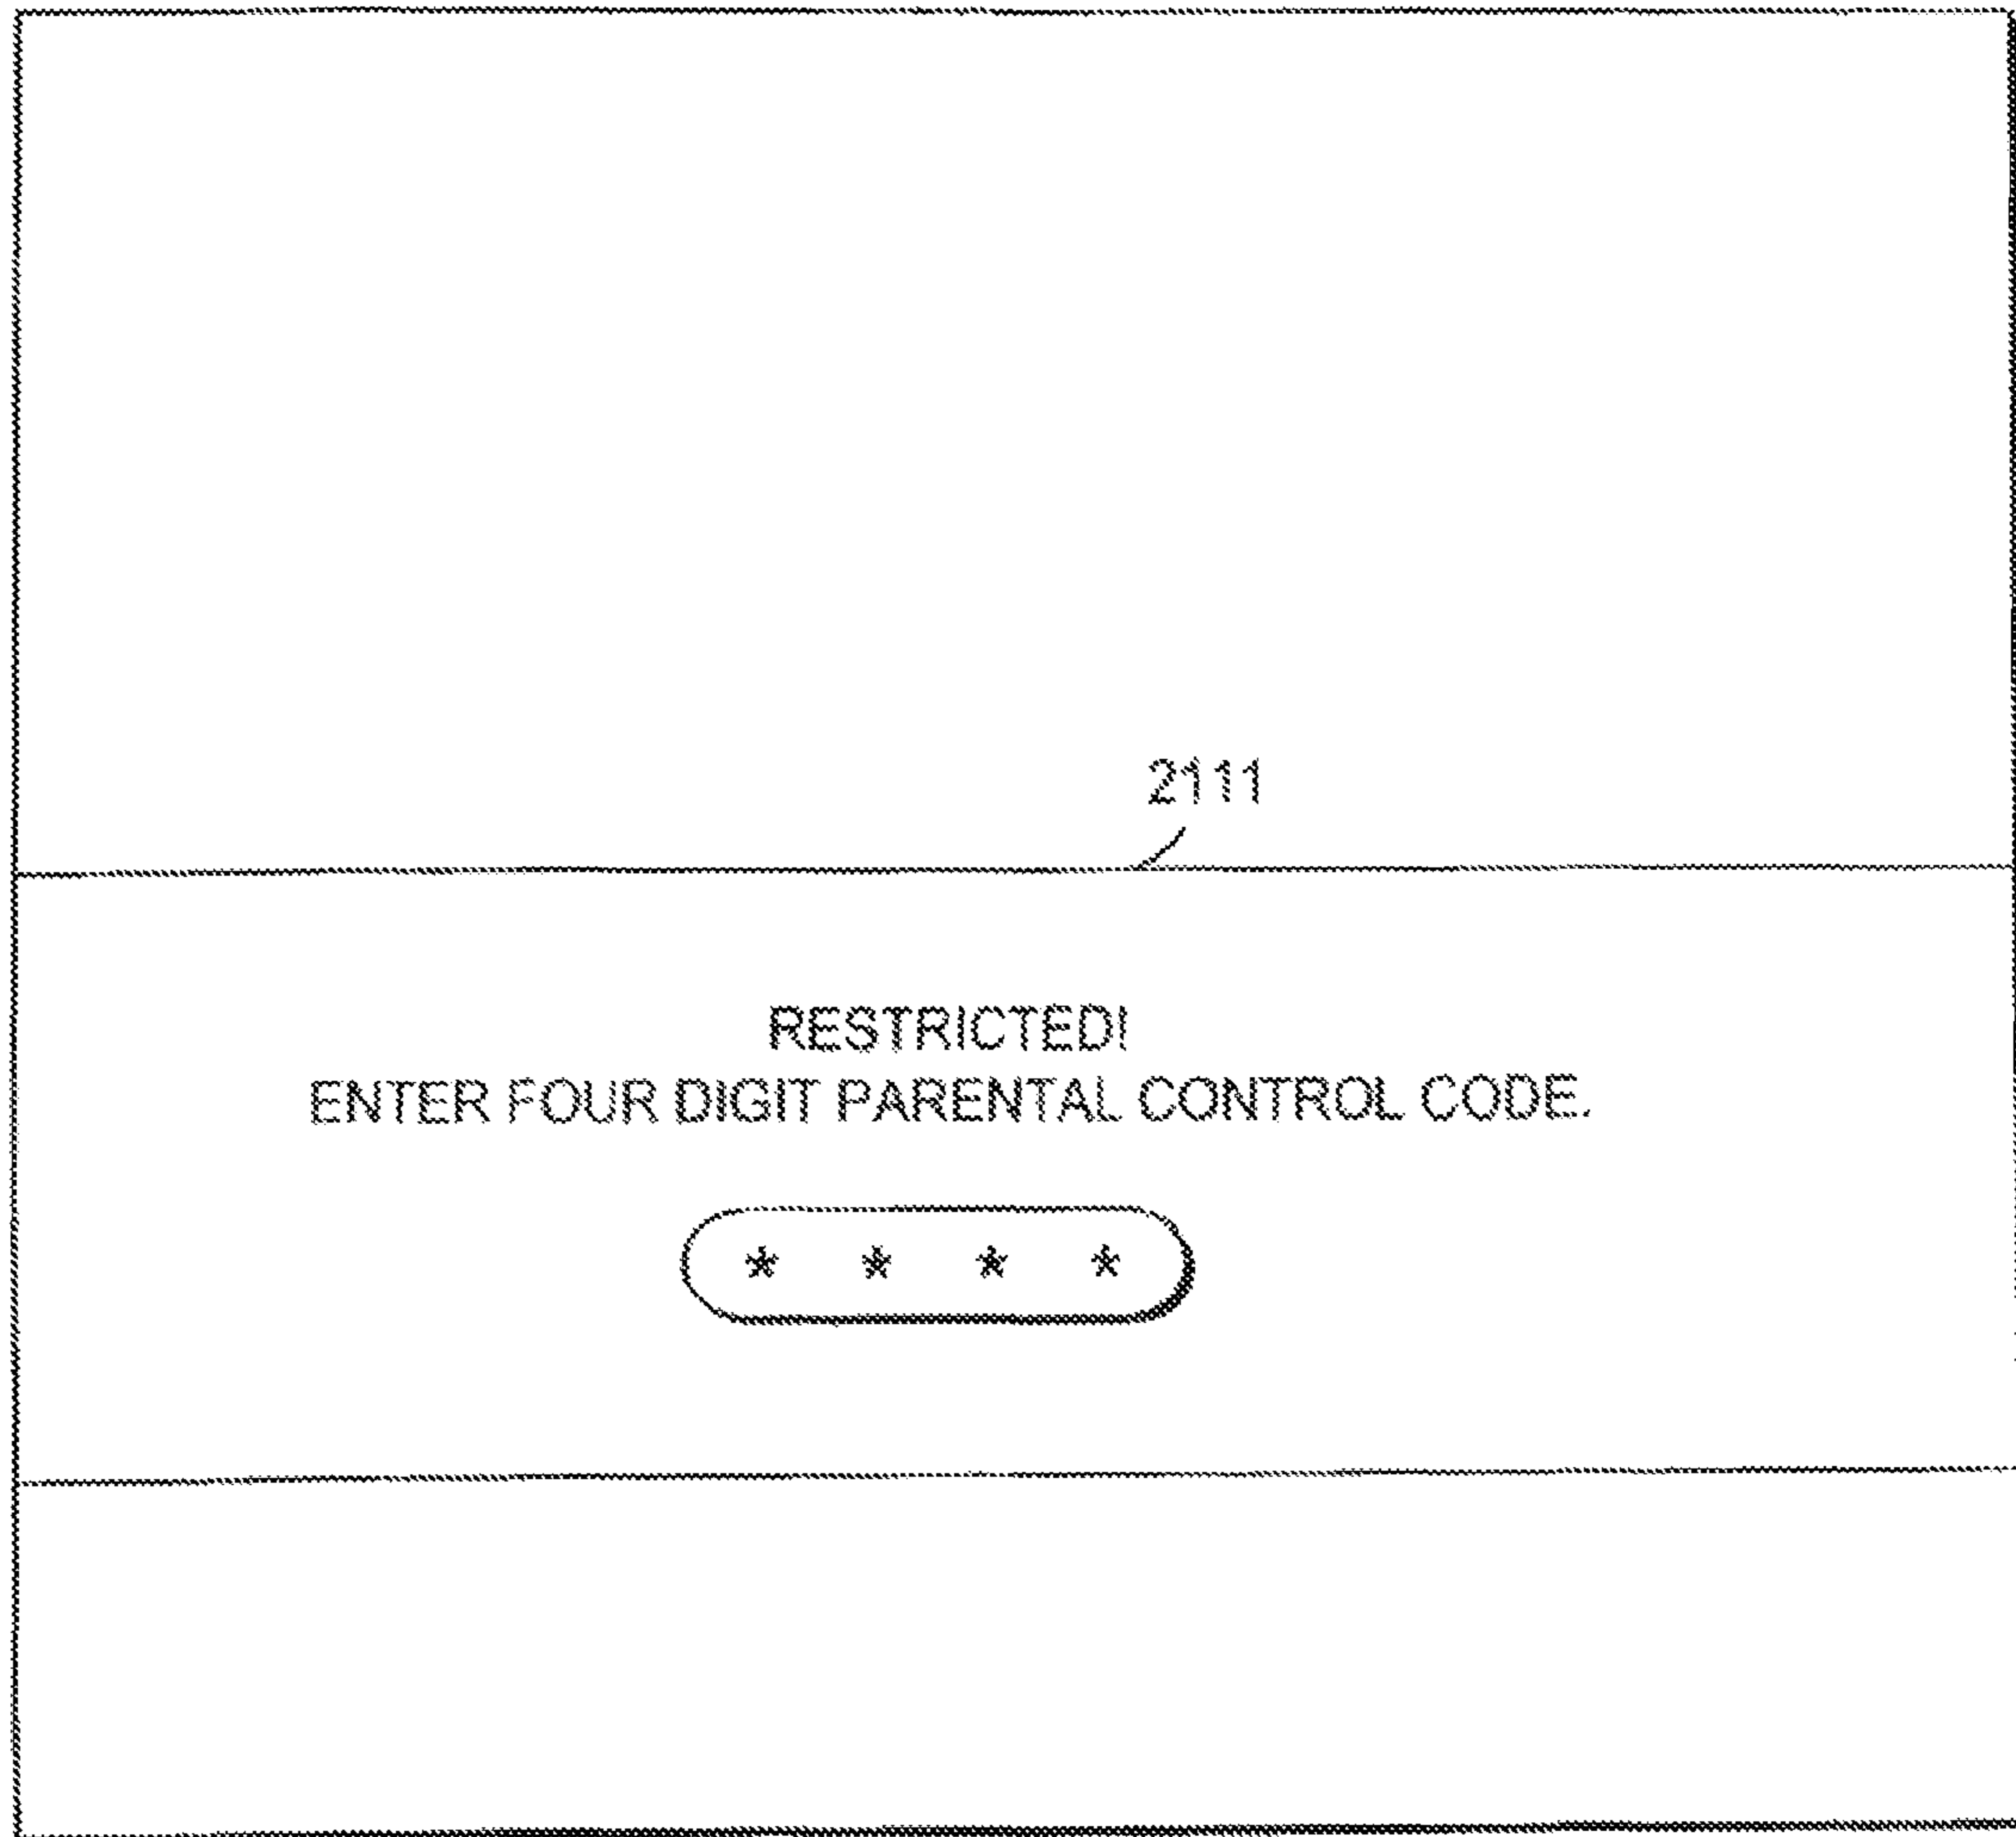 2111
RESTRICTED!
ENTER FOUR DIGIT PARENTAL CONTROL CODE.
* * * *